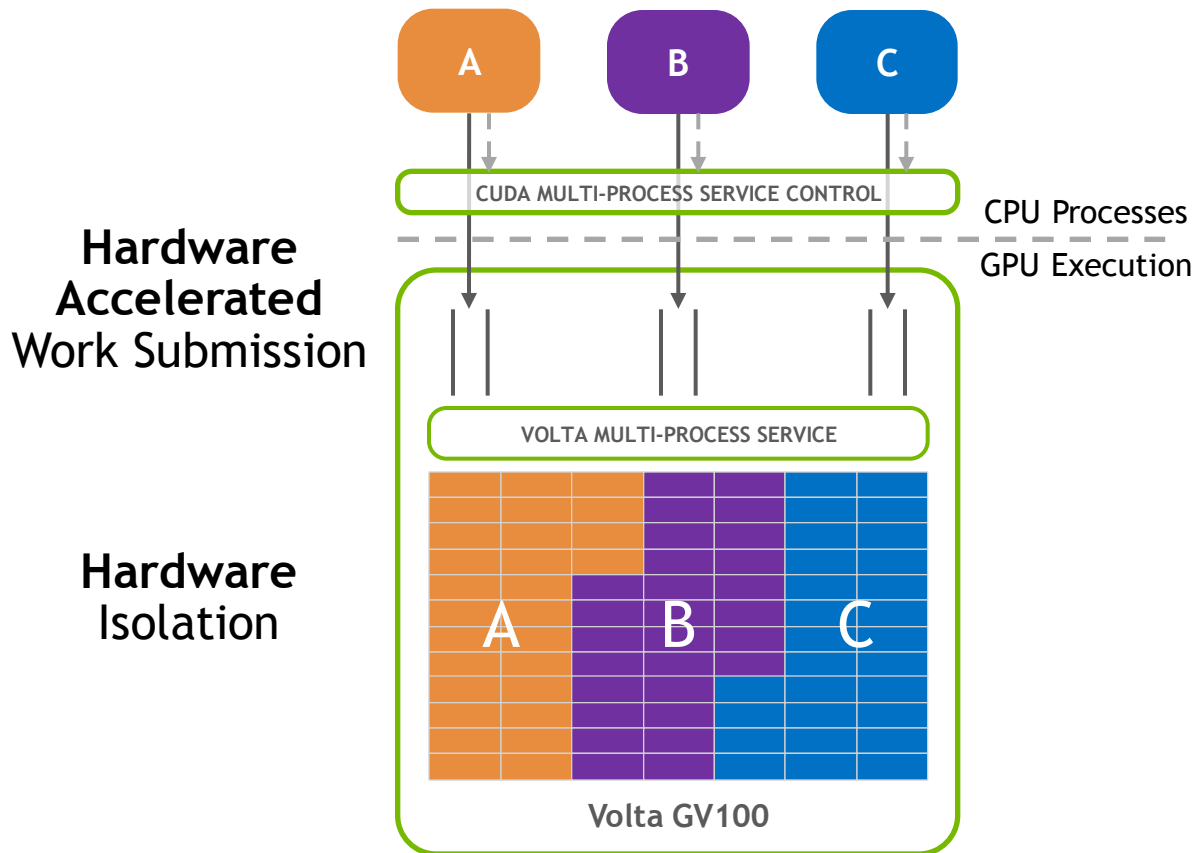 A
B
C
CUDA MULTI-PROCESS SERVICE CONTROL
CPU Processes
GPU Execution
Hardware
Accelerated
Work Submission
VOLTA MULTI-PROCESS SERVICE
Hardware
Isolation
A
B
C
Volta GV100